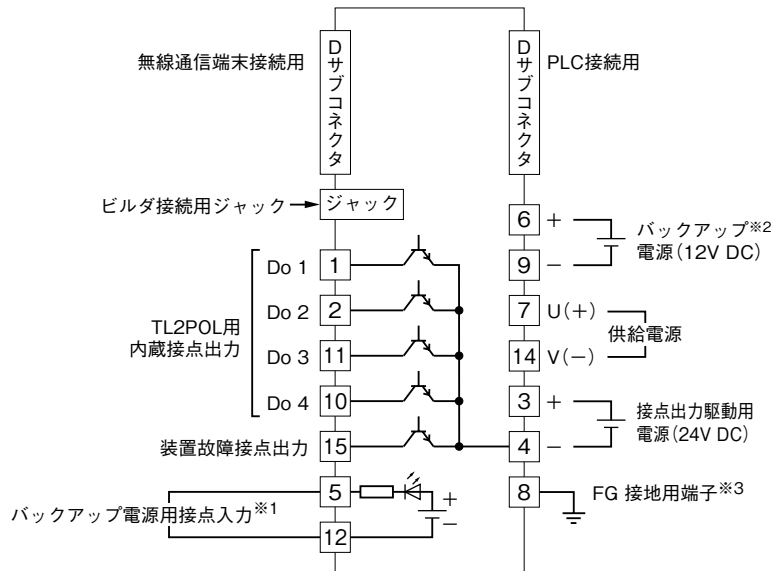 無線通信端末接続用
Dサブコネクタ
Dサブコネクタ
PLC接続用
ビルダ接続用ジャック
ジャック
6 +
バックアップ※2
電源(12V DC)
9 −
TL2POL用
内蔵接点出力
Do 1 1
Do 2 2
Do 3 11
Do 4 10
7 U(+)
供給電源
14 V(−)
3 +
接点出力駆動用
電源(24V DC)
4 −
装置故障接点出力 15
バックアップ電源用接点入力※1
5
+
−
12
8
FG 接地用端子※3